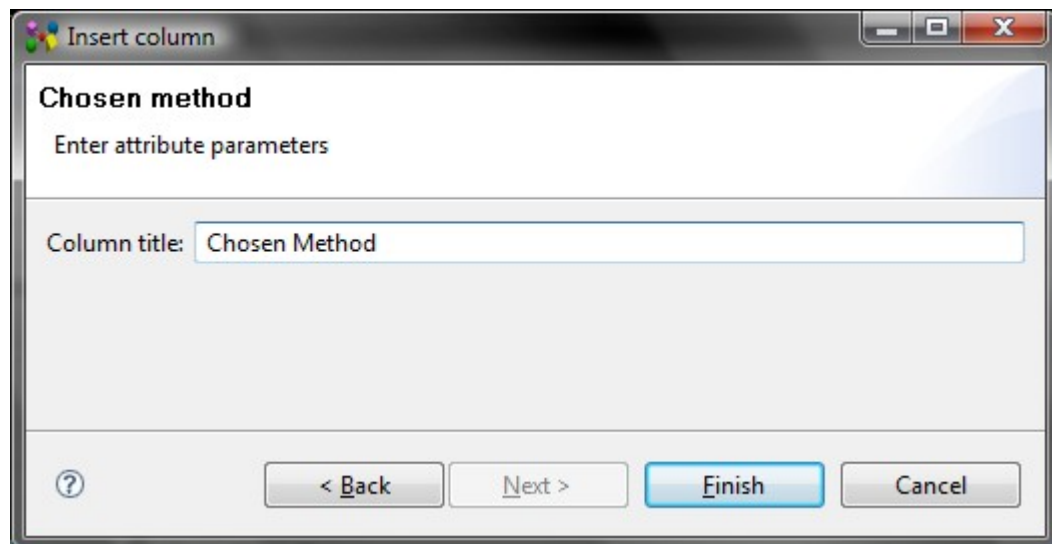 Insert column
Chosen method
Enter attribute parameters
Column title: Chosen Method
< Back Next > Finish Cancel